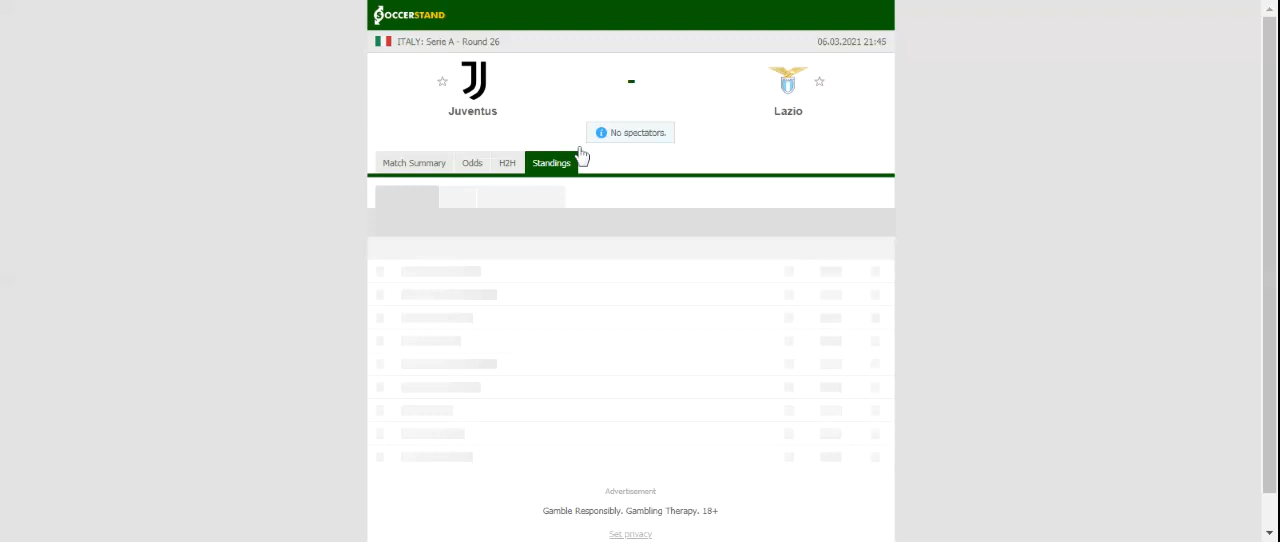 SOCCERSTAND
ITALY: Serie A - Round 26 06.03.2021 21:45
-
Juventus Lazio
No spectators.
Match Summary Odds H2H Standings
Advertisement
Gamble Responsibly. Gambling Therapy. 18+
Set privacy